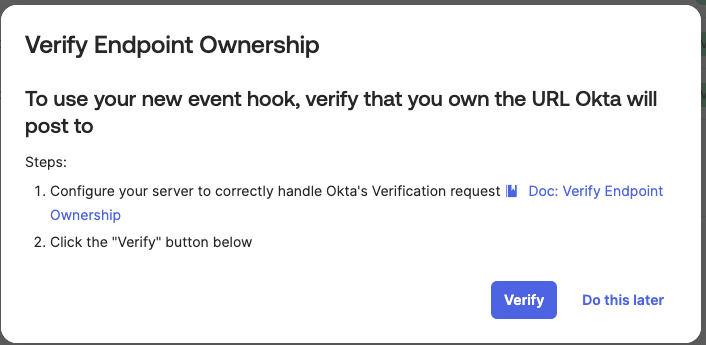 Verify Endpoint Ownership
To use your new event hook, verify that you own the URL Okta will
post to
Steps:
1. Configure your server to correctly handle Okta's Verification request Doc: Verify Endpoint
Ownership
2. Click the "Verify" button below
Verify Do this later